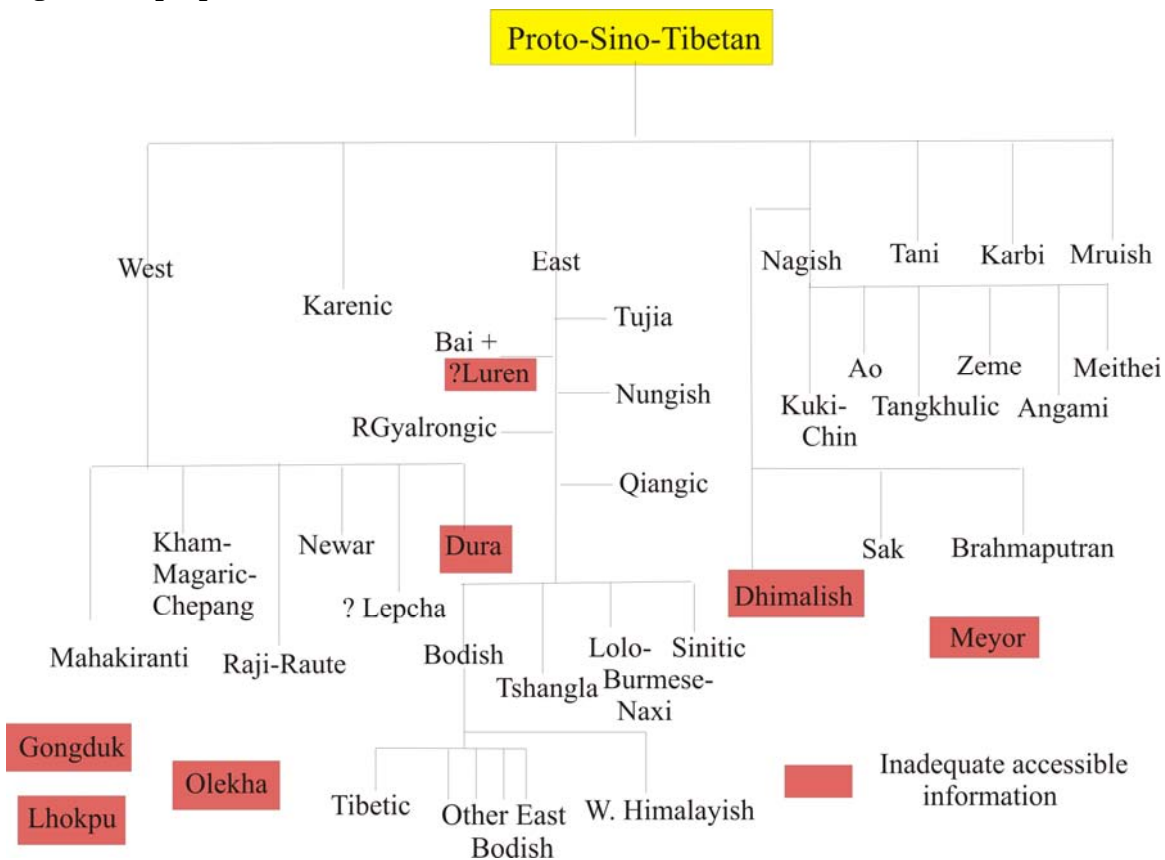 Proto-Sino-Tibetan
West
Karenic
East
Nagish
Tani
Karbi
Mruish
Tujia
Bai +
?Luren
Nungish
RGyalrongic
Qiangic
Kuki-
Chin
Ao
Tangkhulic
Zeme
Angami
Meithei
Mahakiranti
Kham-
Magaric-
Chepang
Raji-Raute
Newar
? Lepcha
Dura
Bodish
Tshangla
Lolo-
Burmese-
Naxi
Sinitic
Dhimalish
Sak
Brahmaputran
Meyor
Gongduk
Lhokpu
Olekha
Tibetic
Other East
Bodish
W. Himalayish
Inadequate accessible
information